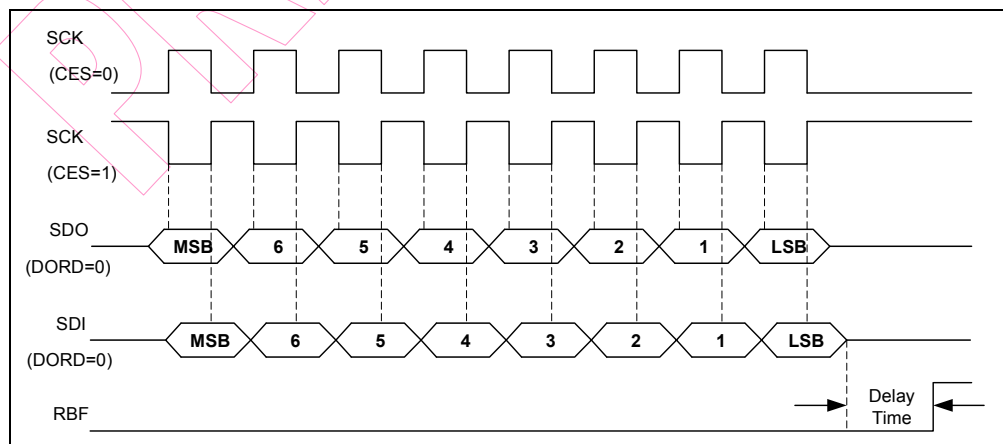 SCK
(CES=0)
SCK
(CES=1)
SDO
MSB 6 5 4 3 2 1 LSB
(DORD=0)
SDI
MSB 6 5 4 3 2 1 LSB
(DORD=0)
Delay
Time
RBF